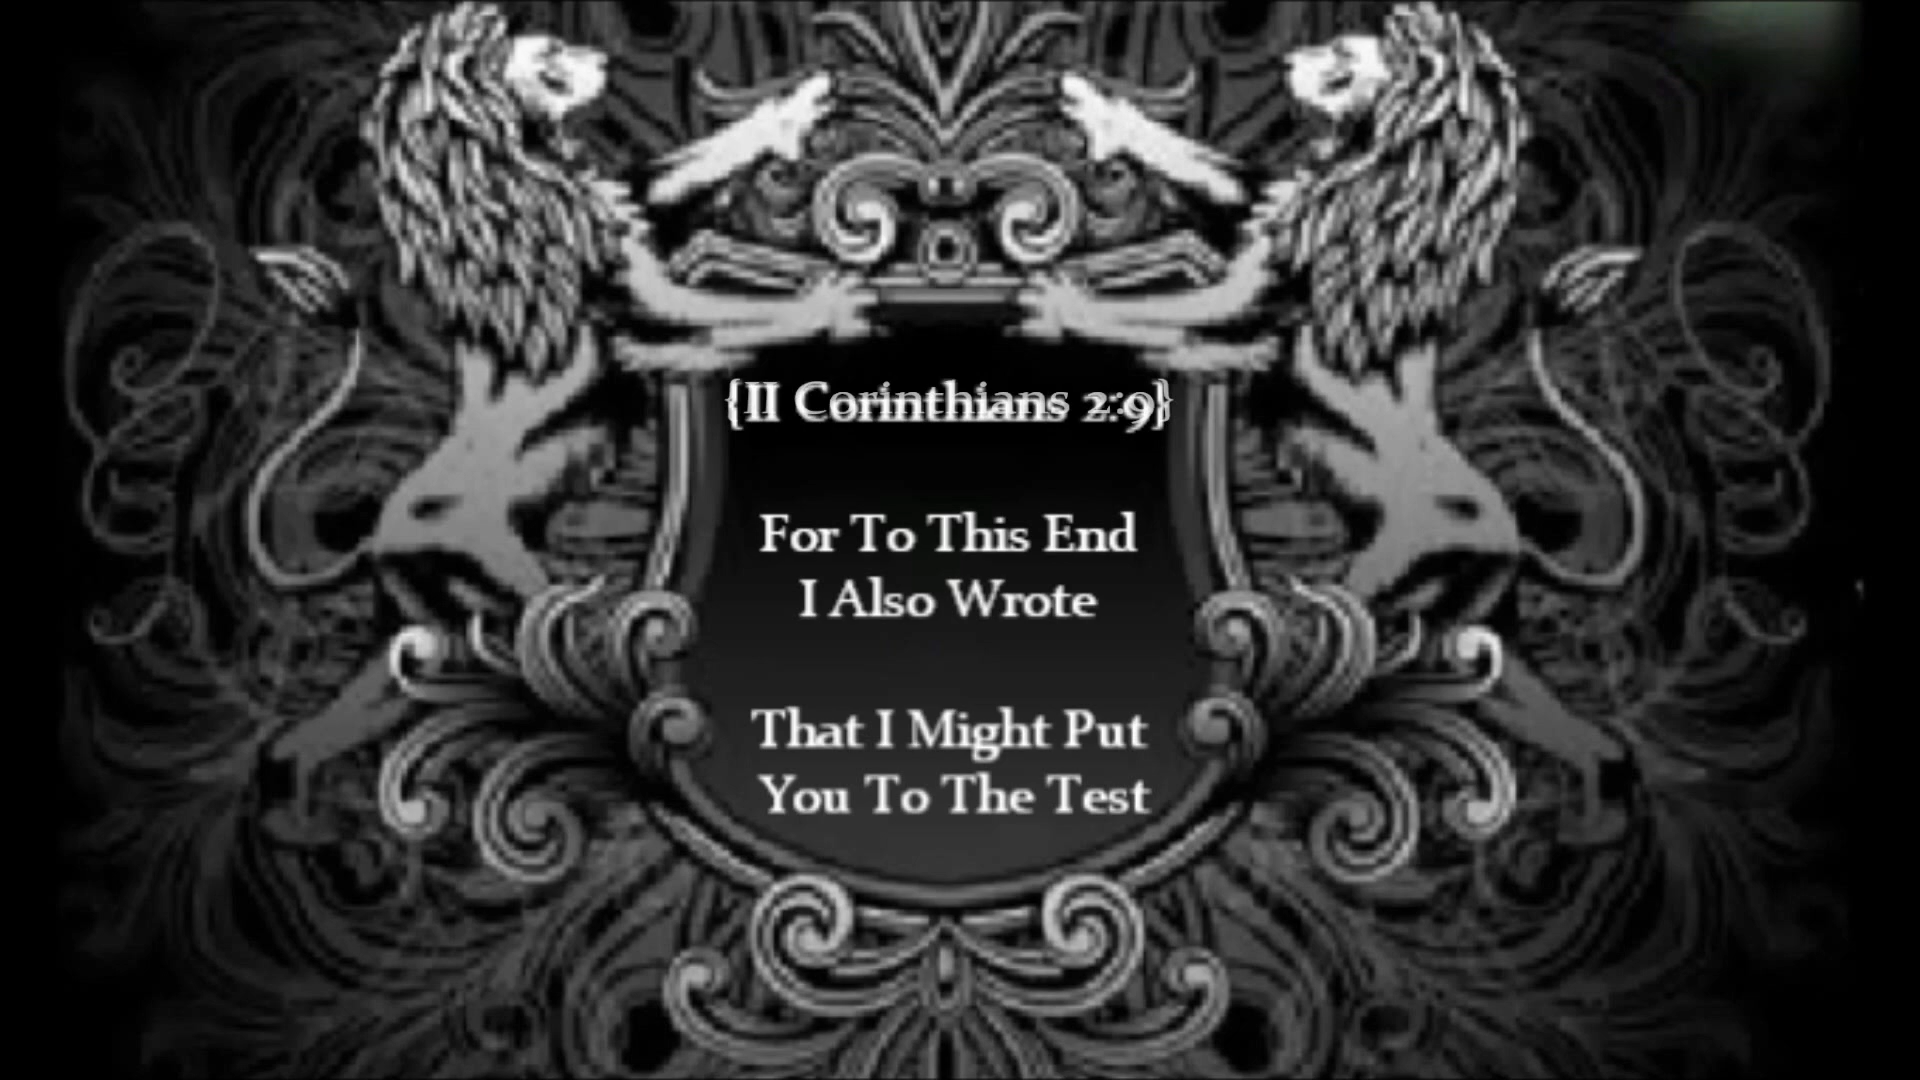 {II Corinthians 2:9}
For To This End
I Also Wrote
That I Might Put
You To The Test